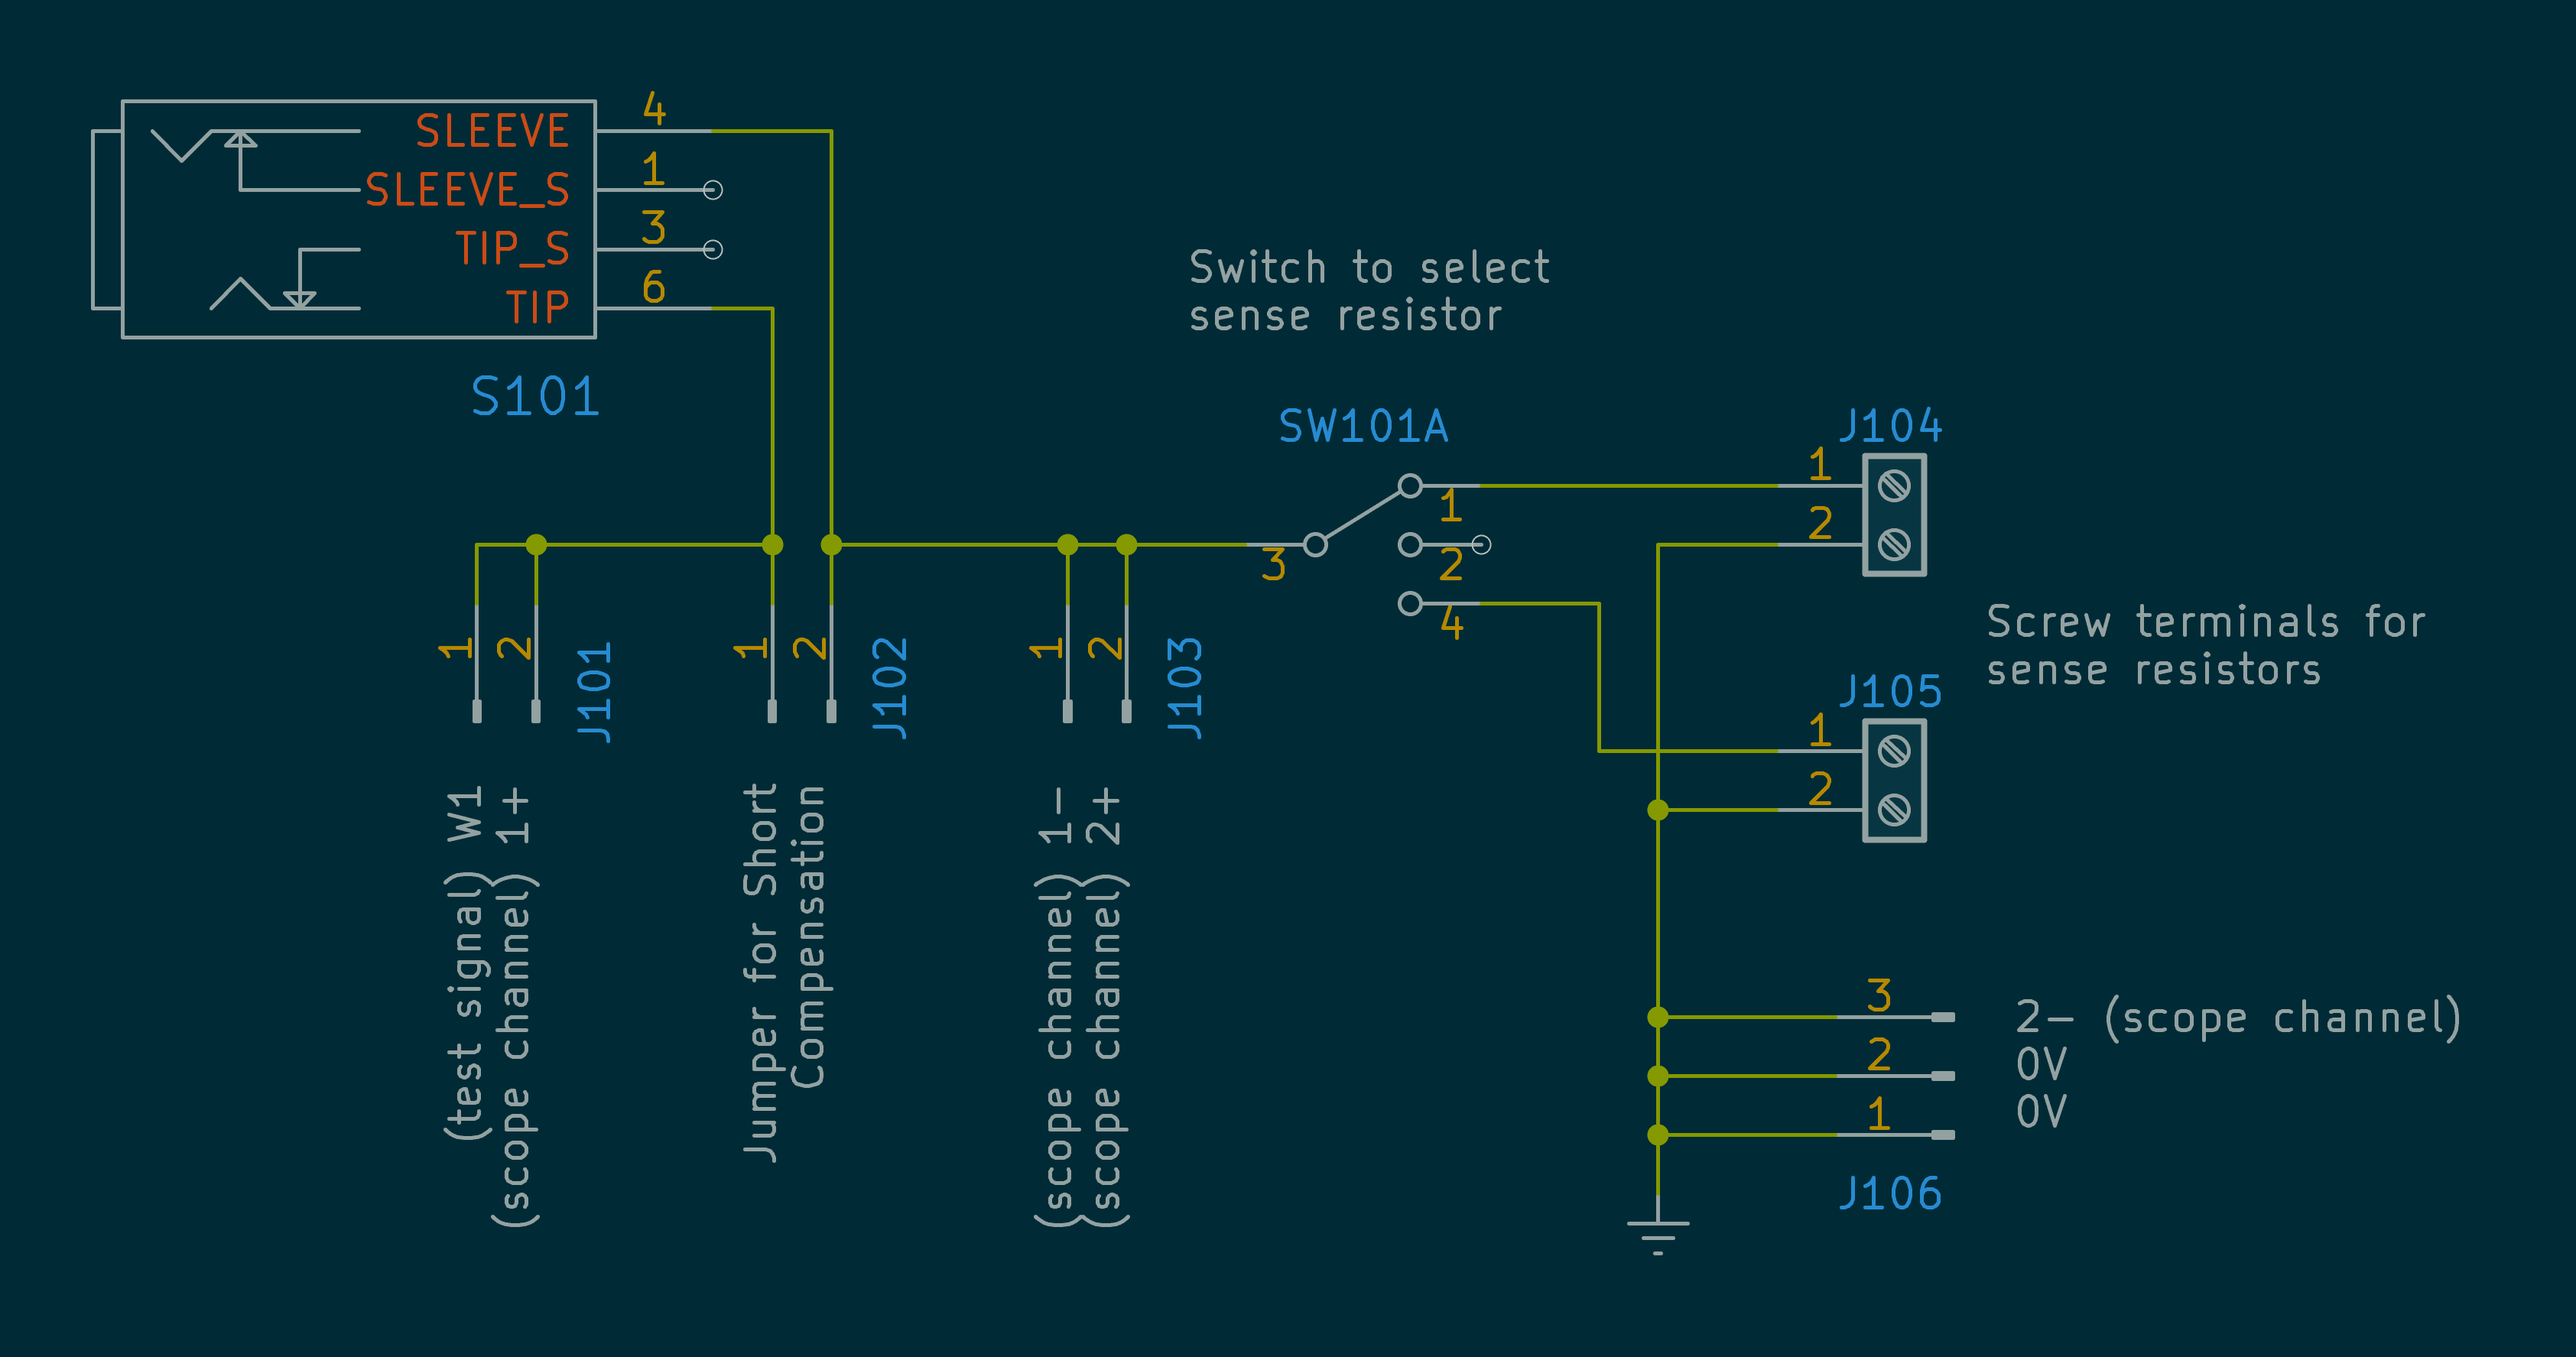 SLEEVE
4
SLEEVE_S
1
TIP_S
3
TIP
6
S101
Switch to select
sense resistor
SW101A
3
1
2
4
J104
1
2
Screw terminals for
sense resistors
J105
1
2
1
2
J101
1
2
J102
1
2
J103
(test signal) W1
(scope channel) 1+
Jumper for Short
Compensation
(scope channel) 1-
(scope channel) 2+
3
2- (scope channel)
2
0V
1
0V
J106